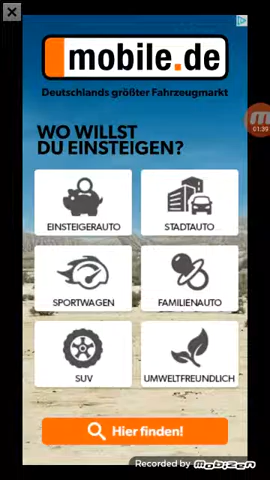 mobile.de
Deutschlands größter Fahrzeugmarkt
01:39
WO WILLST
DU EINSTEIGEN?
EINSTEIGERAUTO
STADTAUTO
SPORTWAGEN
FAMILIENAUTO
SUV
UMWELTFREUNDLICH
Hier finden!
Recorded by mobizen